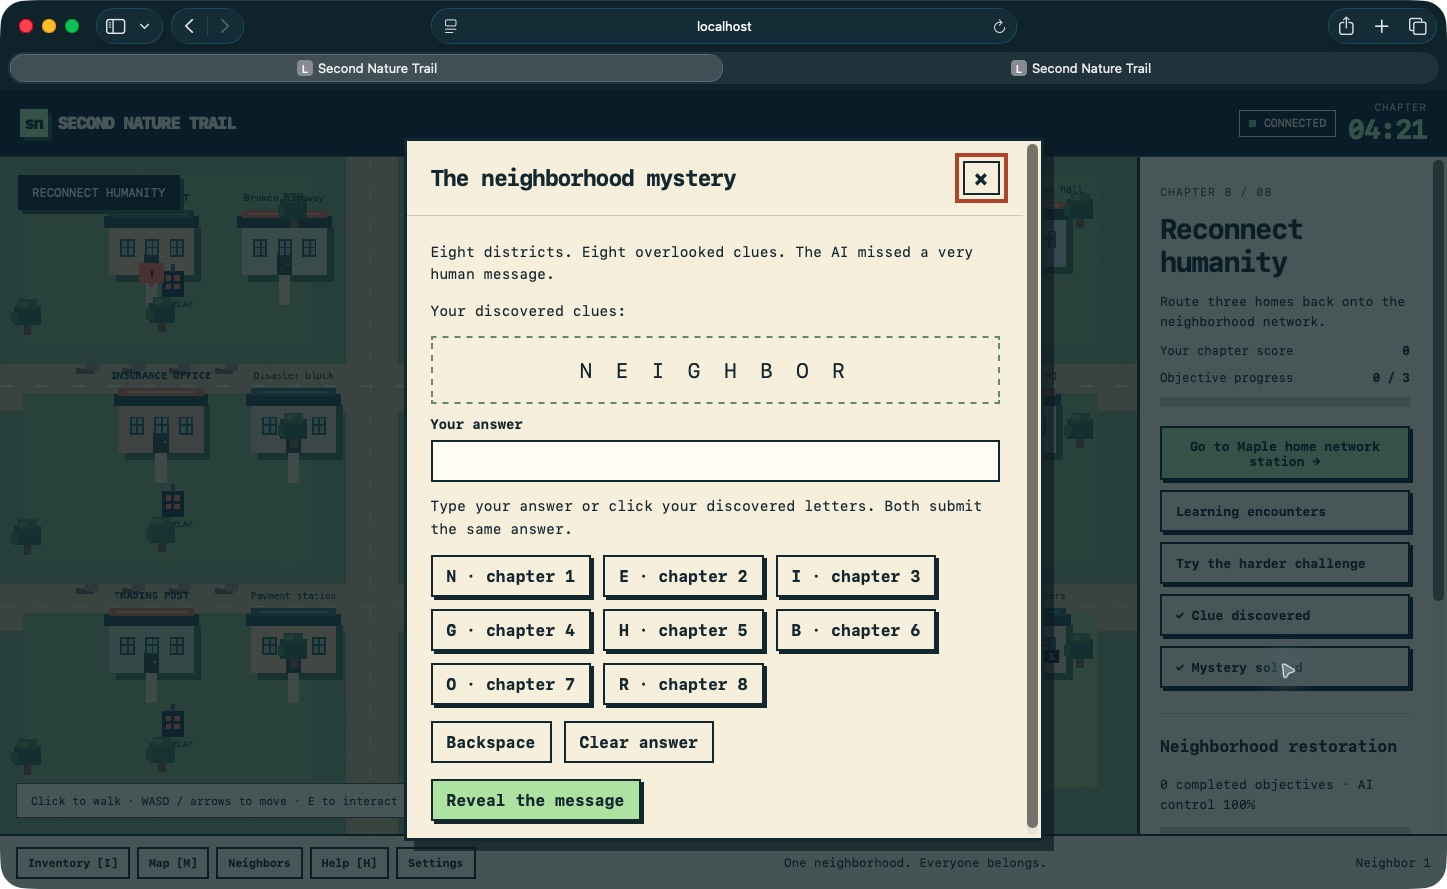 localhost
L Second Nature Trail
L Second Nature Trail
sn SECOND NATURE TRAIL
CONNECTED
CHAPTER
04:21
RECONNECT HUMANITY
Broken highway
hall
INSURANCE OFFICE
Disaster block
TRADING POST
Payment station
Click to walk · WASD / arrows to move · E to interact
The neighborhood mystery
×
Eight districts. Eight overlooked clues. The AI missed a very
human message.
Your discovered clues:
N E I G H B O R
Your answer
Type your answer or click your discovered letters. Both submit
the same answer.
N · chapter 1
E · chapter 2
I · chapter 3
G · chapter 4
H · chapter 5
B · chapter 6
O · chapter 7
R · chapter 8
Backspace
Clear answer
Reveal the message
CHAPTER 8 / 08
Reconnect
humanity
Route three homes back onto the
neighborhood network.
Your chapter score 0
Objective progress 0 / 3
Go to Maple home network
station →
Learning encounters
Try the harder challenge
✓ Clue discovered
✓ Mystery solved
Neighborhood restoration
0 completed objectives · AI
control 100%
Inventory [I]
Map [M]
Neighbors
Help [H]
Settings
One neighborhood. Everyone belongs.
Neighbor 1